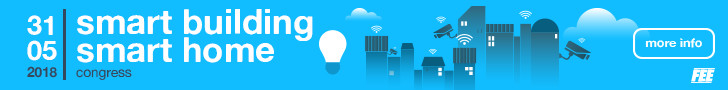 31
05
2018
smart building
smart home
congress
more info
FEE